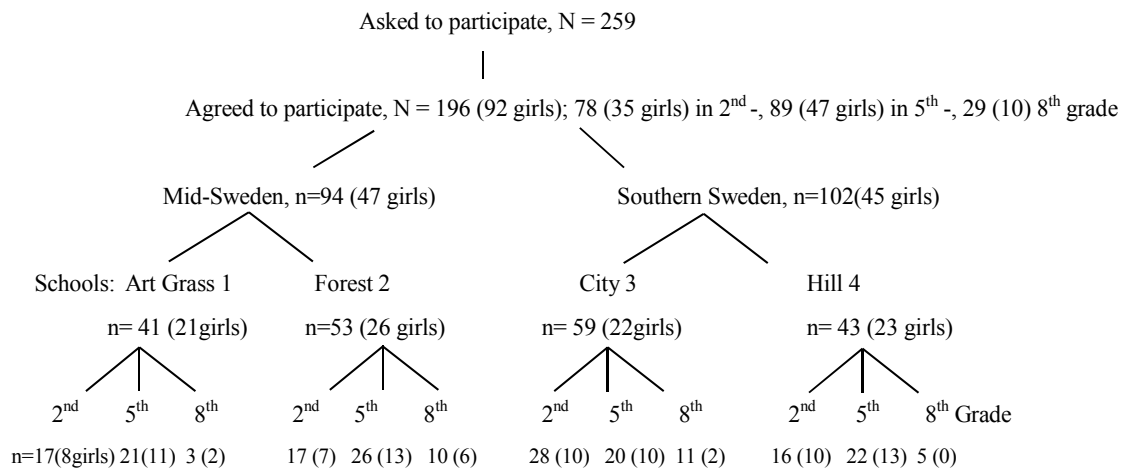 Asked to participate, N = 259
Agreed to participate, N = 196 (92 girls); 78 (35 girls) in 2nd -, 89 (47 girls) in 5th -, 29 (10) 8th grade
Mid-Sweden, n=94 (47 girls) Southern Sweden, n=102(45 girls)
Schools: Art Grass 1 Forest 2 City 3 Hill 4
n= 41 (21girls) n=53 (26 girls) n= 59 (22girls) n= 43 (23 girls)
2nd 5th 8th 2nd 5th 8th 2nd 5th 8th 2nd 5th 8th Grade
n=17(8girls) 21(11) 3 (2) 17 (7) 26 (13) 10 (6) 28 (10) 20 (10) 11 (2) 16 (10) 22 (13) 5 (0)